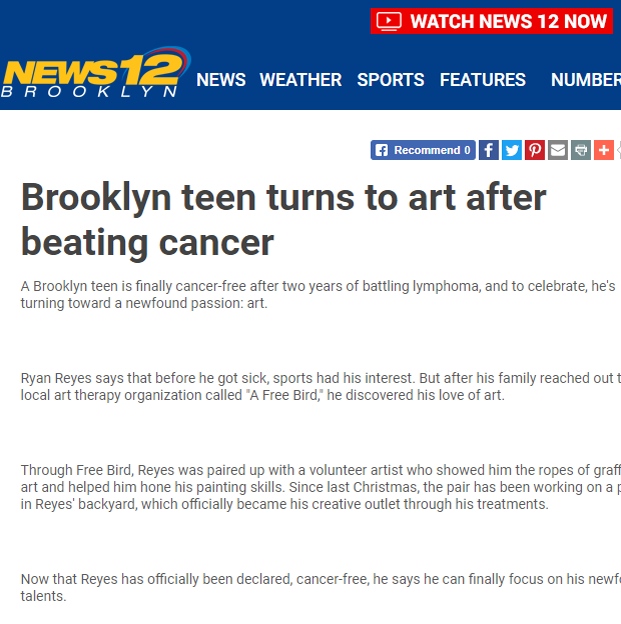 WATCH NEWS 12 NOW
NEWS 12
BROOKLYN
NEWS WEATHER SPORTS FEATURES NUMBER
Recommend 0
Brooklyn teen turns to art after
beating cancer
A Brooklyn teen is finally cancer-free after two years of battling lymphoma, and to celebrate, he's
turning toward a newfound passion: art.
Ryan Reyes says that before he got sick, sports had his interest. But after his family reached out t
local art therapy organization called "A Free Bird," he discovered his love of art.
Through Free Bird, Reyes was paired up with a volunteer artist who showed him the ropes of graff
art and helped him hone his painting skills. Since last Christmas, the pair has been working on a p
in Reyes' backyard, which officially became his creative outlet through his treatments.
Now that Reyes has officially been declared, cancer-free, he says he can finally focus on his newf
talents.